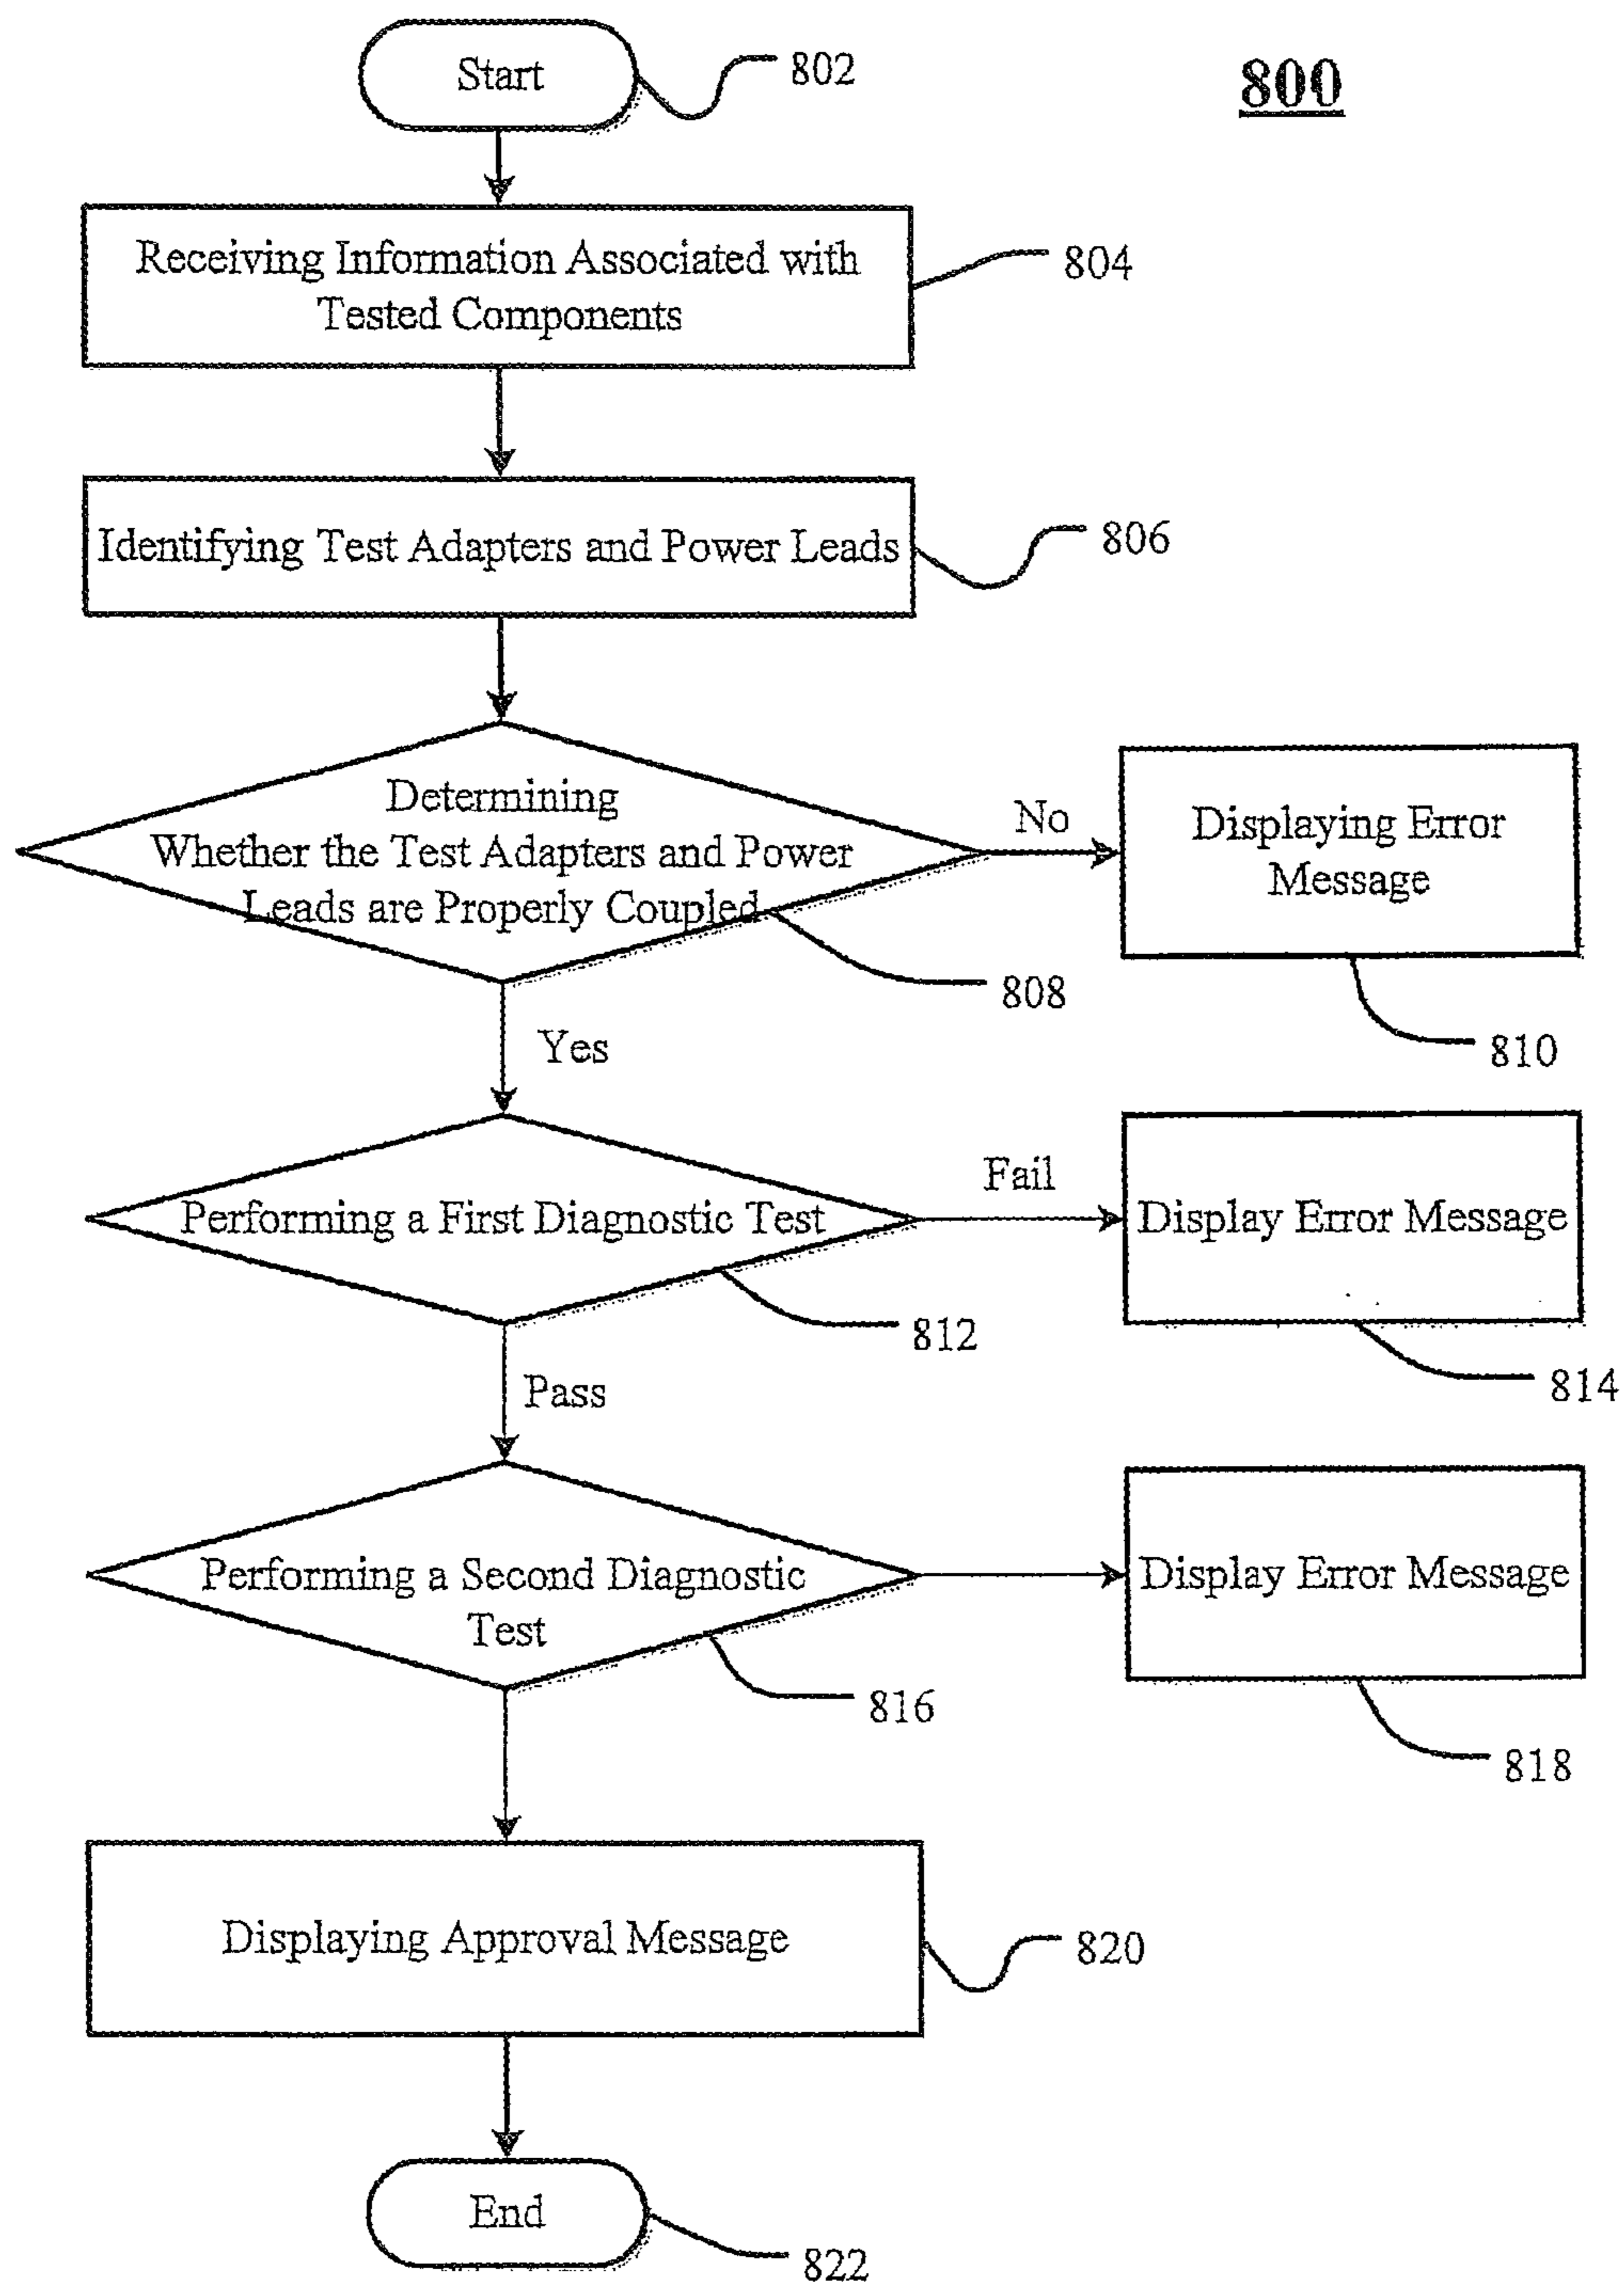 Start
802
800
Receiving Information Associated with
Tested Components
804
Identifying Test Adapters and Power Leads
806
Determining
Whether the Test Adapters and Power
Leads are Properly Coupled
808
No
Displaying Error
Message
810
Yes
Performing a First Diagnostic Test
812
Fail
Display Error Message
814
Pass
Performing a Second Diagnostic
Test
816
Display Error Message
818
Displaying Approval Message
820
End
822